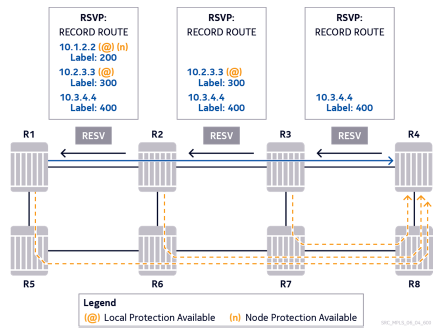 RSVP:
RECORD ROUTE
10.1.2.2 (@) (n)
Label: 200
10.2.3.3 (@)
Label: 300
10.3.4.4
Label: 400
RSVP:
RECORD ROUTE
10.2.3.3 (@)
Label: 300
10.3.4.4
Label: 400
RSVP:
RECORD ROUTE
10.3.4.4
Label: 400
R1 RESV R2 RESV R3 RESV R4
R5 R6 R7 R8
Legend
(@) Local Protection Available (n) Node Protection Available